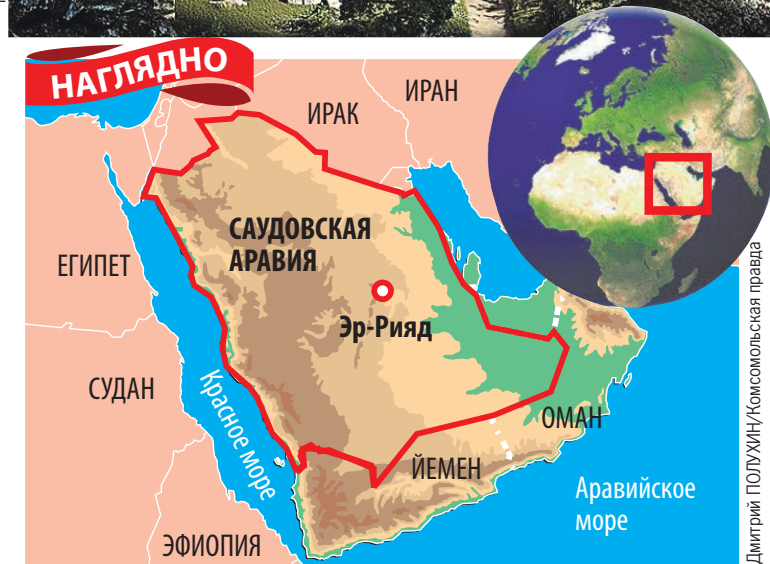 НАГЛЯДНО
ИРАК
ИРАН
САУДОВСКАЯ
АРАВИЯ
ЕГИПЕТ
Эр-Рияд
СУДАН
Красное море
ОМАН
ЙЕМЕН
Аравийское
море
ЭФИОПИЯ
Дмитрий ПОЛУХИН/Комсомольская правда